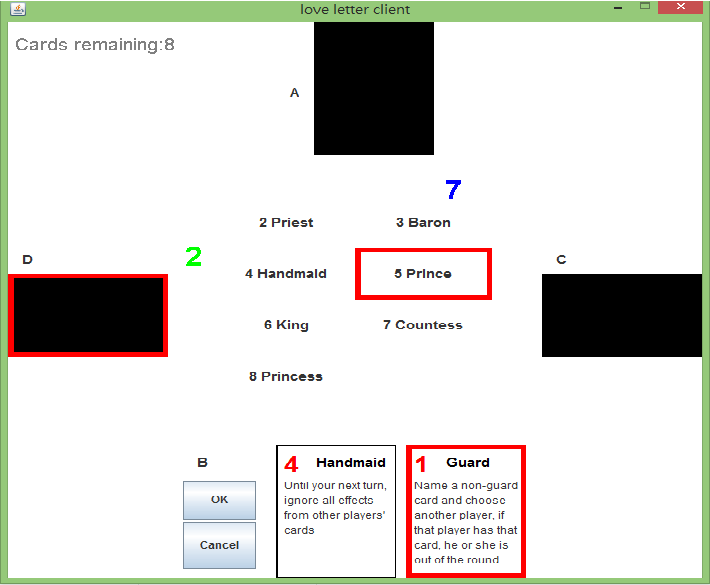 love letter client
Cards remaining:8
A
7
2 Priest
3 Baron
D
2
C
4 Handmaid
5 Prince
6 King
7 Countess
8 Princess
B
OK
Cancel
4 Handmaid
Until your next turn,
ignore all effects
from other players'
cards
1 Guard
Name a non-guard
card and choose
another player, if
that player has that
card, he or she is
out of the round